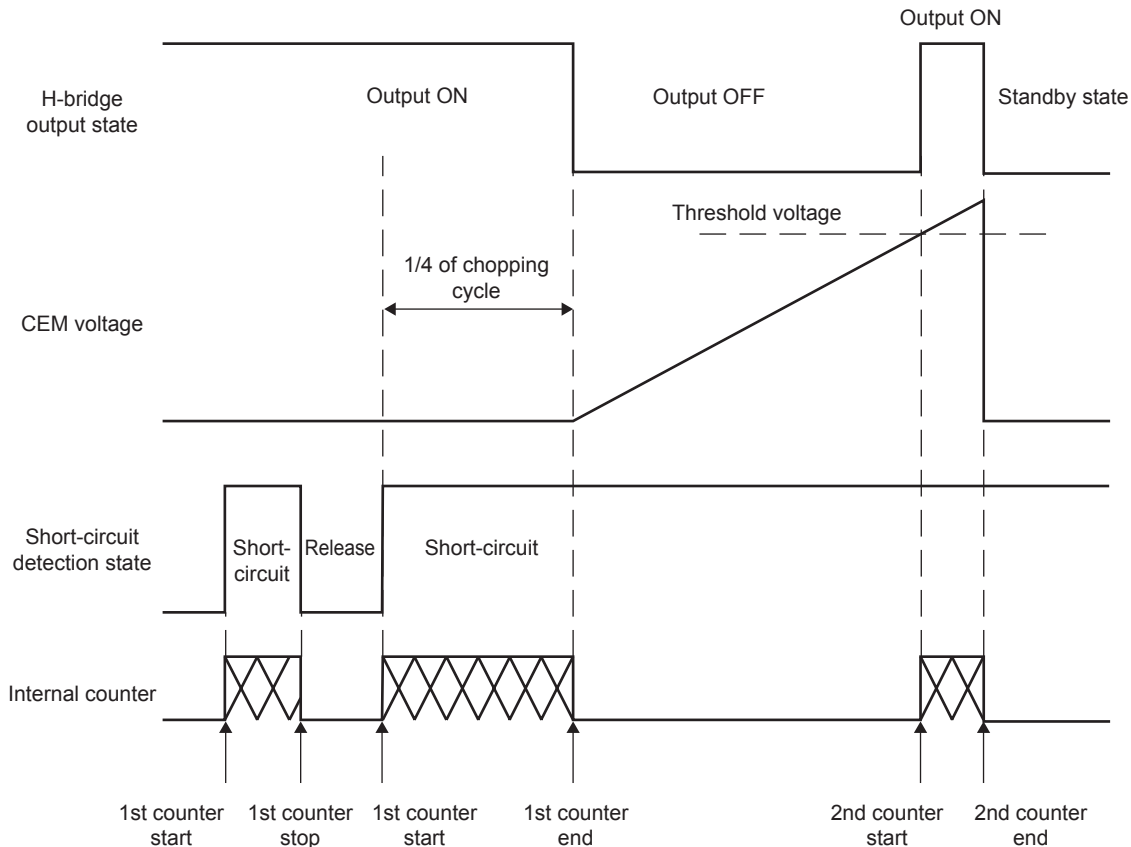 Output ON
H-bridge
output state
Output ON
Output OFF
Standby state
Threshold voltage
1/4 of chopping
cycle
CEM voltage
Short-circuit
detection state
Short-
circuit
Release
Short-circuit
Internal counter
1st counter
start
1st counter
stop
1st counter
start
1st counter
end
2nd counter
start
2nd counter
end